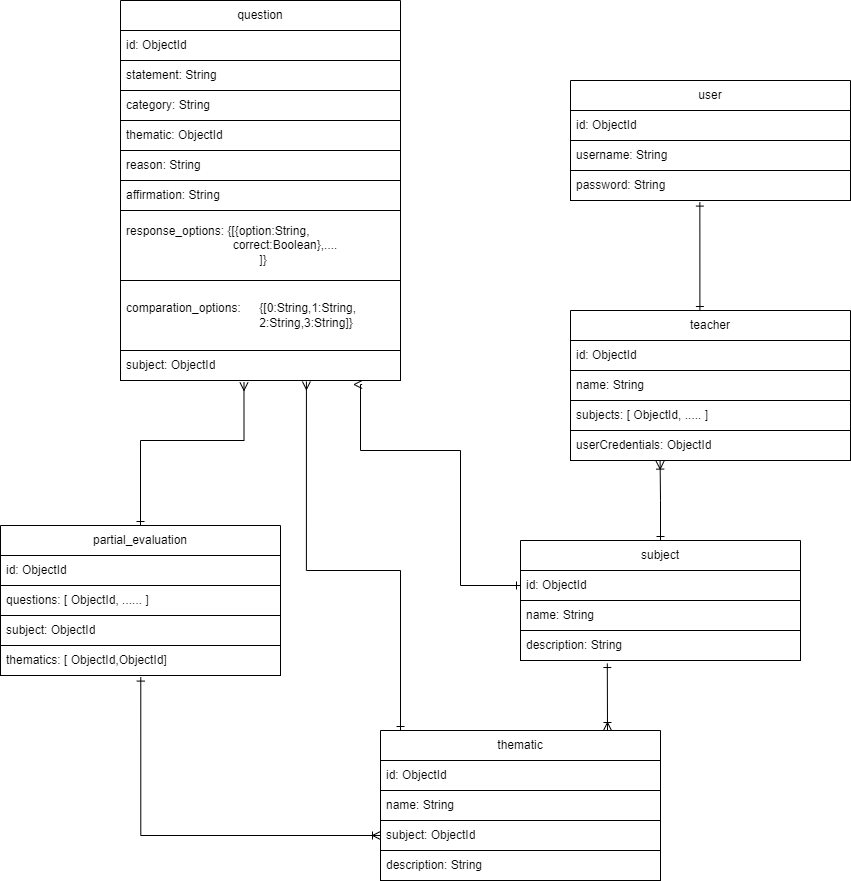 question
id: ObjectId
statement: String
category: String
thematic: ObjectId
reason: String
affirmation: String
response_options: {[{option:String,
correct:Boolean},....
]}
comparation_options: {[0:String,1:String,
2:String,3:String]}
subject: ObjectId
user
id: ObjectId
username: String
password: String
teacher
id: ObjectId
name: String
subjects: [ ObjectId, ..... ]
userCredentials: ObjectId
partial_evaluation
id: ObjectId
questions: [ ObjectId, ...... ]
subject: ObjectId
thematics: [ ObjectId,ObjectId]
subject
id: ObjectId
name: String
description: String
thematic
id: ObjectId
name: String
subject: ObjectId
description: String